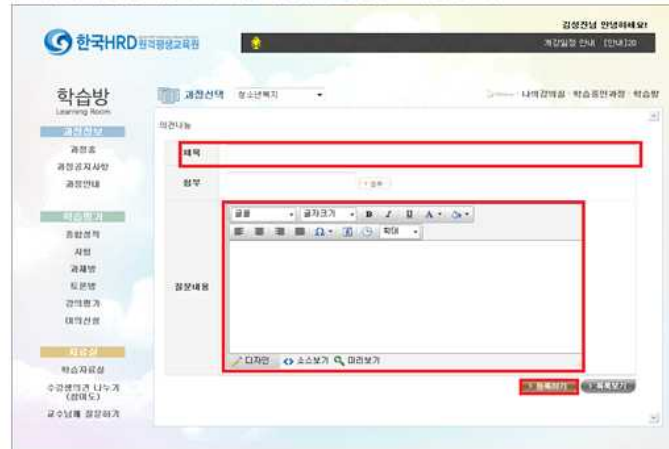 김성진님 안녕하세요!
한국HRD원격평생교육원
개강일정 안내 [안내]20
학습방
Learning Room
과정선택 청소년복지
나의강의실 · 학습중인과정 · 학습방
과정정보
과정홈
과정공지사항
과정안내
학습평가
종합성적
시험
과제방
토론방
강의평가
이의신청
자료실
학습자료실
수강생의견 나누기
(참여도)
교수님께 질문하기
의견나눔
제목
첨부
질문내용
글꼴 글자크기 B I U A
확대
디자인 소스보기 미리보기
등록하기 목록보기